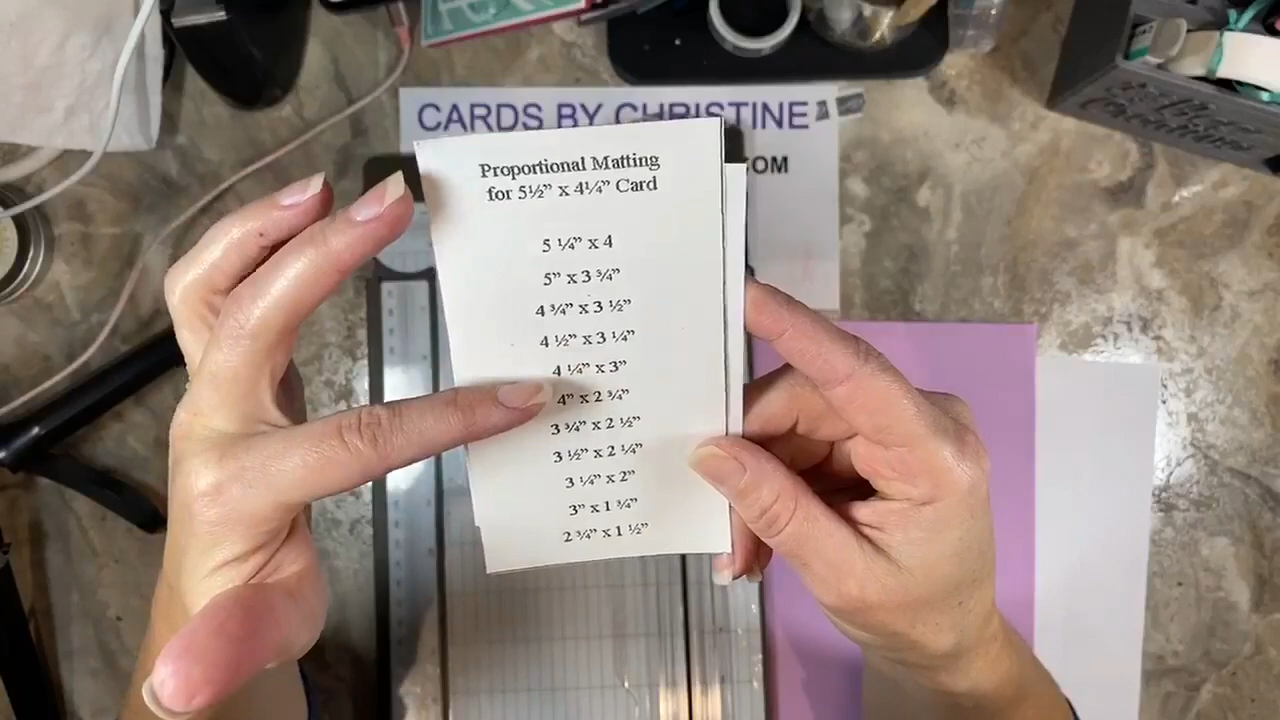 CARDS BY CHRISTINE
COM
Proportional Matting
for 5½” x 4¼” Card
5 ¼” x 4
5” x 3 ¾”
4 ¾” x 3 ½”
4 ½” x 3 ¼”
4 ¼” x 3”
4” x 2 ¾”
3 ¾” x 2 ½”
3 ½” x 2 ¼”
3 ¼” x 2”
3” x 1 ¾”
2 ¾” x 1 ½”